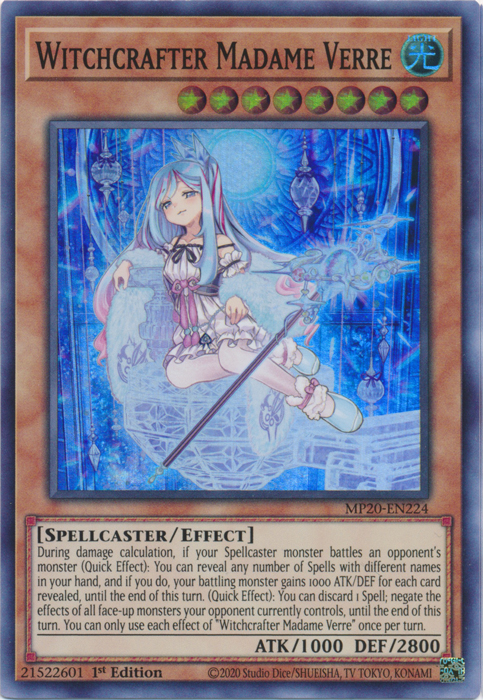 WITCHCRAFTER MADAME VERRE
LIGHT
光
MP20-EN224
[SPELLCASTER/EFFECT]
During damage calculation, if your Spellcaster monster battles an opponent's
monster (Quick Effect): You can reveal any number of Spells with different names
in your hand, and if you do, your battling monster gains 1000 ATK/DEF for each card
revealed, until the end of this turn. (Quick Effect): You can discard 1 Spell; negate the
effects of all face-up monsters your opponent currently controls, until the end of this
turn. You can only use each effect of "Witchcrafter Madame Verre" once per turn.
ATK/1000 DEF/2800
21522601 1st Edition ©2020 Studio Dice/SHUEISHA, TV TOKYO, KONAMI